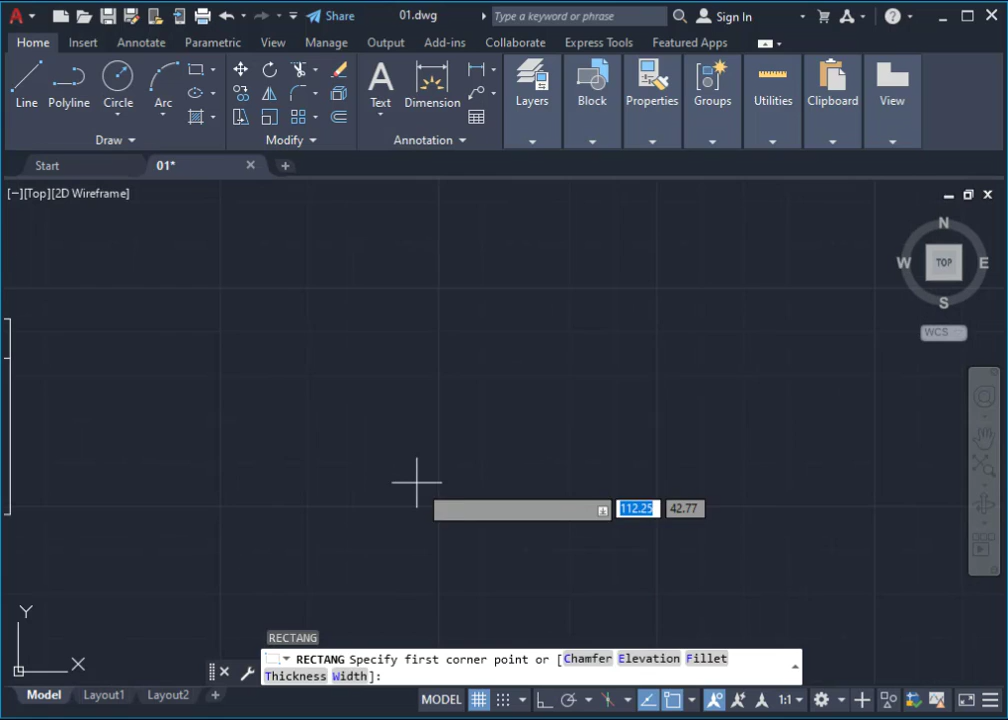 Share 01.dwg Type a keyword or phrase Sign In
Home Insert Annotate Parametric View Manage Output Add-ins Collaborate Express Tools Featured Apps
Line Polyline Circle Arc Text Dimension Layers Block Properties Groups Utilities Clipboard View
Draw Modify Annotation
Start 01*
[−][Top][2D Wireframe]
N
W TOP E
S
WCS
112.25 42.77
Y
X
RECTANG
RECTANG Specify first corner point or [Chamfer Elevation Fillet
Thickness Width]:
Model Layout1 Layout2 + MODEL 1:1